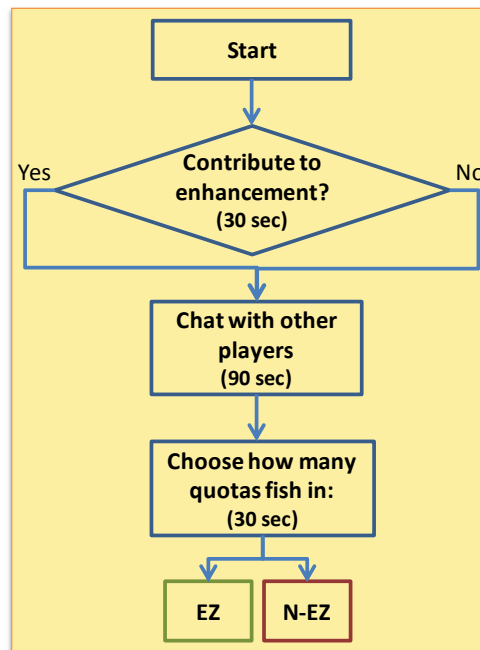 Start
Contribute to
enhancement?
(30 sec)
Yes
No
Chat with other
players
(90 sec)
Choose how many
quotas fish in:
(30 sec)
EZ
N-EZ